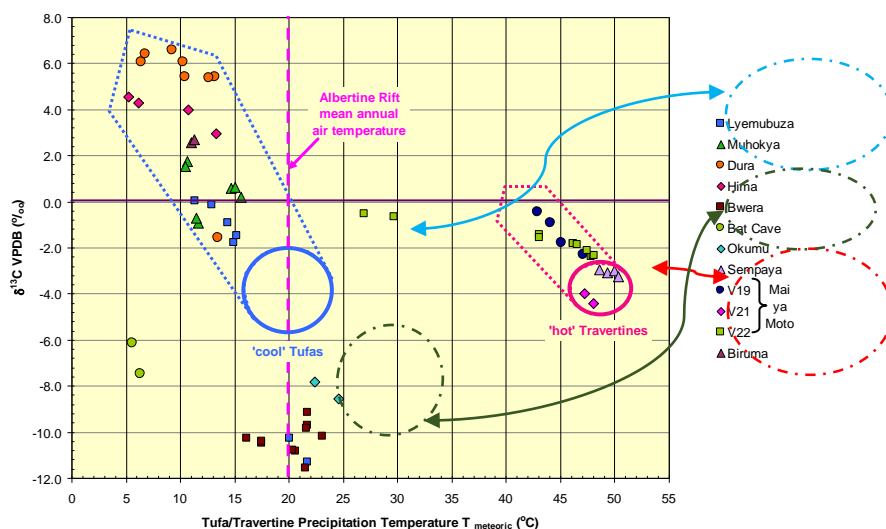 8.0
6.0
4.0
2.0
0.0
-2.0
-4.0
-6.0
-8.0
-10.0
-12.0
δ¹³C VPDB (⁰/₀₀)
0 5 10 15 20 25 30 35 40 45 50 55
Tufa/Travertine Precipitation Temperature T meteoric (°C)
Albertine Rift
mean annual
air temperature
'cool' Tufas
'hot' Travertines
Lyemubuza
Muhokya
Dura
Hima
Bwera
Bat Cave
Okumu
Sempaya
V19
V21
V22
Mai
ya
Moto
Biruma